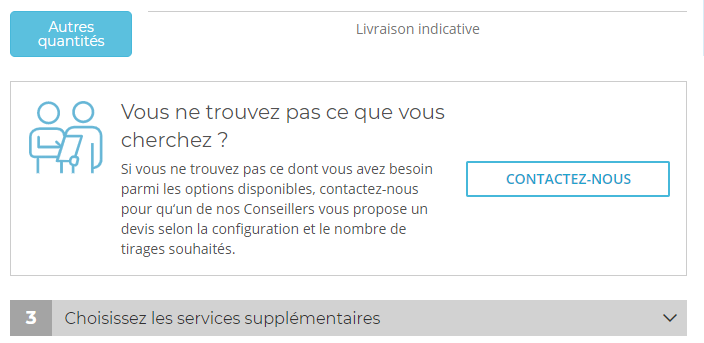 Autres
quantités
Livraison indicative
Vous ne trouvez pas ce que vous
cherchez ?
Si vous ne trouvez pas ce dont vous avez besoin
parmi les options disponibles, contactez-nous
pour qu'un de nos Conseillers vous propose un
devis selon la configuration et le nombre de
tirages souhaités.
CONTACTEZ-NOUS
3 Choisissez les services supplémentaires